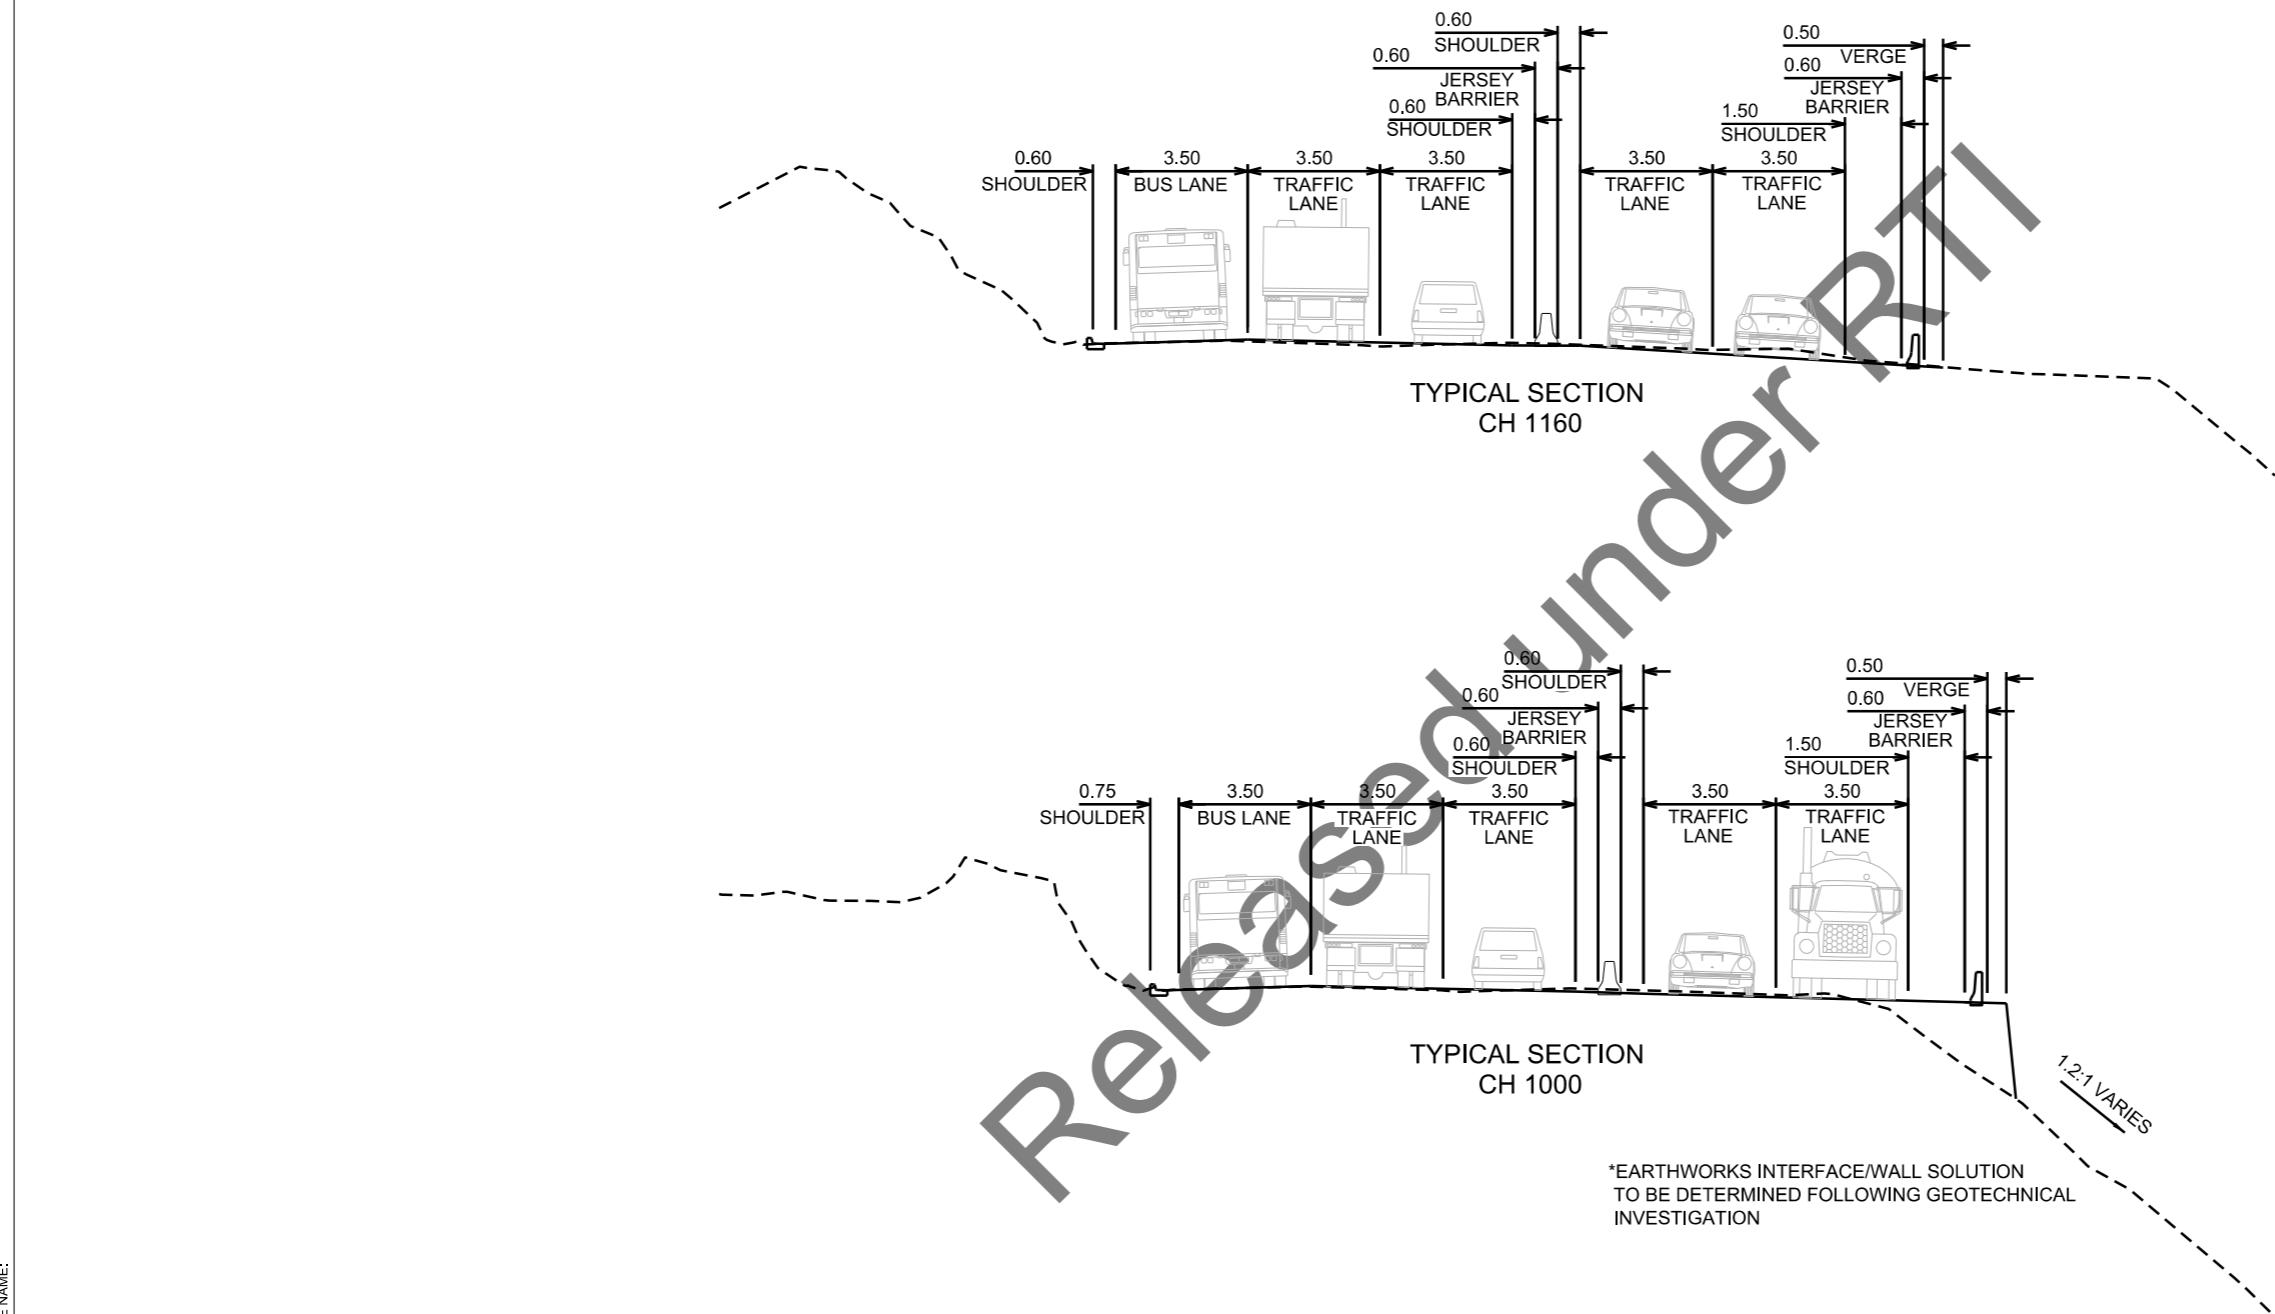 0.60
SHOULDER
0.60
JERSEY
BARRIER
0.60
SHOULDER
0.50
VERGE
0.60
JERSEY
BARRIER
1.50
SHOULDER
0.60
SHOULDER
3.50
BUS LANE
3.50
TRAFFIC
LANE
3.50
TRAFFIC
LANE
3.50
TRAFFIC
LANE
3.50
TRAFFIC
LANE
TYPICAL SECTION
CH 1160
0.60
SHOULDER
0.60
JERSEY
BARRIER
0.60
SHOULDER
0.50
VERGE
0.60
JERSEY
BARRIER
1.50
SHOULDER
0.75
SHOULDER
3.50
BUS LANE
3.50
TRAFFIC
LANE
3.50
TRAFFIC
LANE
3.50
TRAFFIC
LANE
3.50
TRAFFIC
LANE
TYPICAL SECTION
CH 1000
1.2:1 VARIES
*EARTHWORKS INTERFACE/WALL SOLUTION
TO BE DETERMINED FOLLOWING GEOTECHNICAL
INVESTIGATION
Released under RTI
NAME: